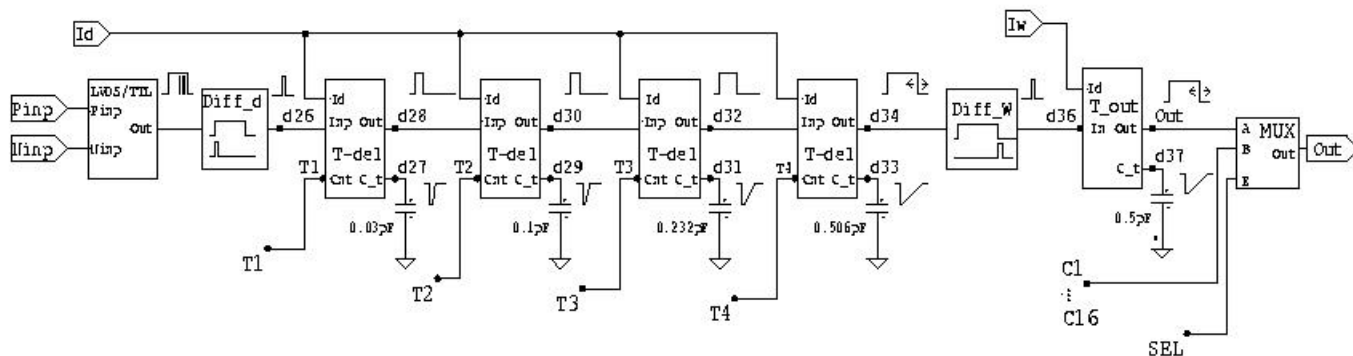 Id
Iw
Pinp
Ninp
LVDS/TTL
Pinp
Out
Ninp
Diff_d
d26
Id
Inp Out
T-del
Cnt C_t
T1
d28
d27
0.03pF
T1
Id
Inp Out
T-del
Cnt C_t
T2
d30
d29
0.1pF
T2
Id
Inp Out
T-del
Cnt C_t
T3
d32
d31
0.232pF
T3
Id
Inp Out
T-del
Cnt C_t
T4
d34
d33
0.506pF
T4
Diff_W
d36
Id
T_out
In Out
C_t
Out
d37
0.5pF
C1
C16
SEL
A
B
E
MUX
Out
Out